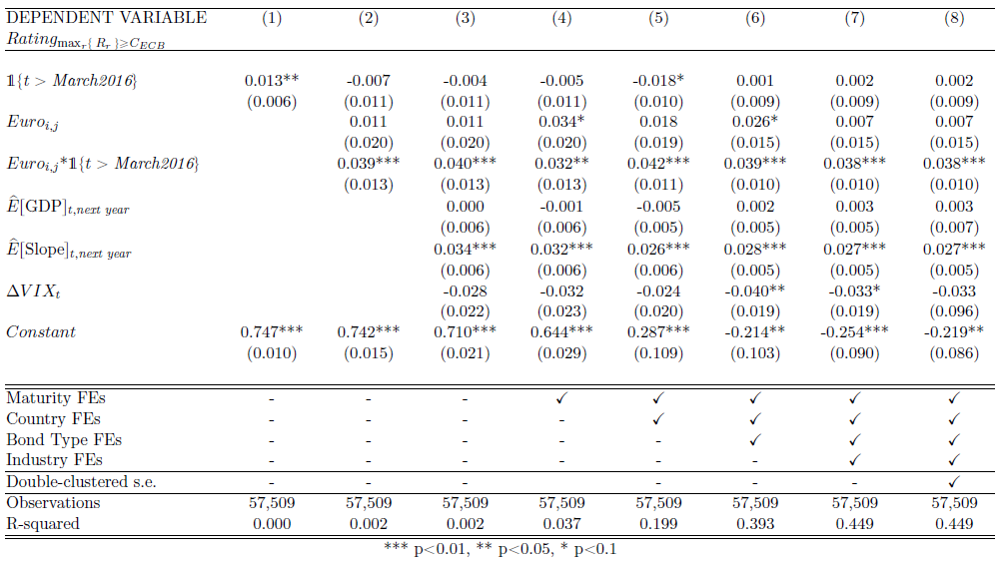 DEPENDENT VARIABLE (1) (2) (3) (4) (5) (6) (7) (8)
Rating_{max_r{ R_r }⩾C_{ECB}}
𝟙{t > March2016} 0.013** -0.007 -0.004 -0.005 -0.018* 0.001 0.002 0.002
(0.006) (0.011) (0.011) (0.011) (0.010) (0.009) (0.009) (0.009)
Euro_{i,j} 0.011 0.011 0.034* 0.018 0.026* 0.007 0.007
(0.020) (0.020) (0.020) (0.019) (0.015) (0.015) (0.015)
Euro_{i,j}*𝟙{t > March2016} 0.039*** 0.040*** 0.032** 0.042*** 0.039*** 0.038*** 0.038***
(0.013) (0.013) (0.013) (0.011) (0.010) (0.010) (0.010)
Ê[GDP]_{t,next year} 0.000 -0.001 -0.005 0.002 0.003 0.003
(0.006) (0.006) (0.005) (0.005) (0.005) (0.007)
Ê[Slope]_{t,next year} 0.034*** 0.032*** 0.026*** 0.028*** 0.027*** 0.027***
(0.006) (0.006) (0.006) (0.005) (0.005) (0.005)
ΔVIX_t -0.028 -0.032 -0.024 -0.040** -0.033* -0.033
(0.022) (0.023) (0.020) (0.019) (0.019) (0.096)
Constant 0.747*** 0.742*** 0.710*** 0.644*** 0.287*** -0.214** -0.254*** -0.219**
(0.010) (0.015) (0.021) (0.029) (0.109) (0.103) (0.090) (0.086)
Maturity FEs - - - ✓ ✓ ✓ ✓ ✓
Country FEs - - - - ✓ ✓ ✓ ✓
Bond Type FEs - - - - - ✓ ✓ ✓
Industry FEs - - - - - - ✓ ✓
Double-clustered s.e. - - - - - - - ✓
Observations 57,509 57,509 57,509 57,509 57,509 57,509 57,509 57,509
R-squared 0.000 0.002 0.002 0.037 0.199 0.393 0.449 0.449
*** p<0.01, ** p<0.05, * p<0.1